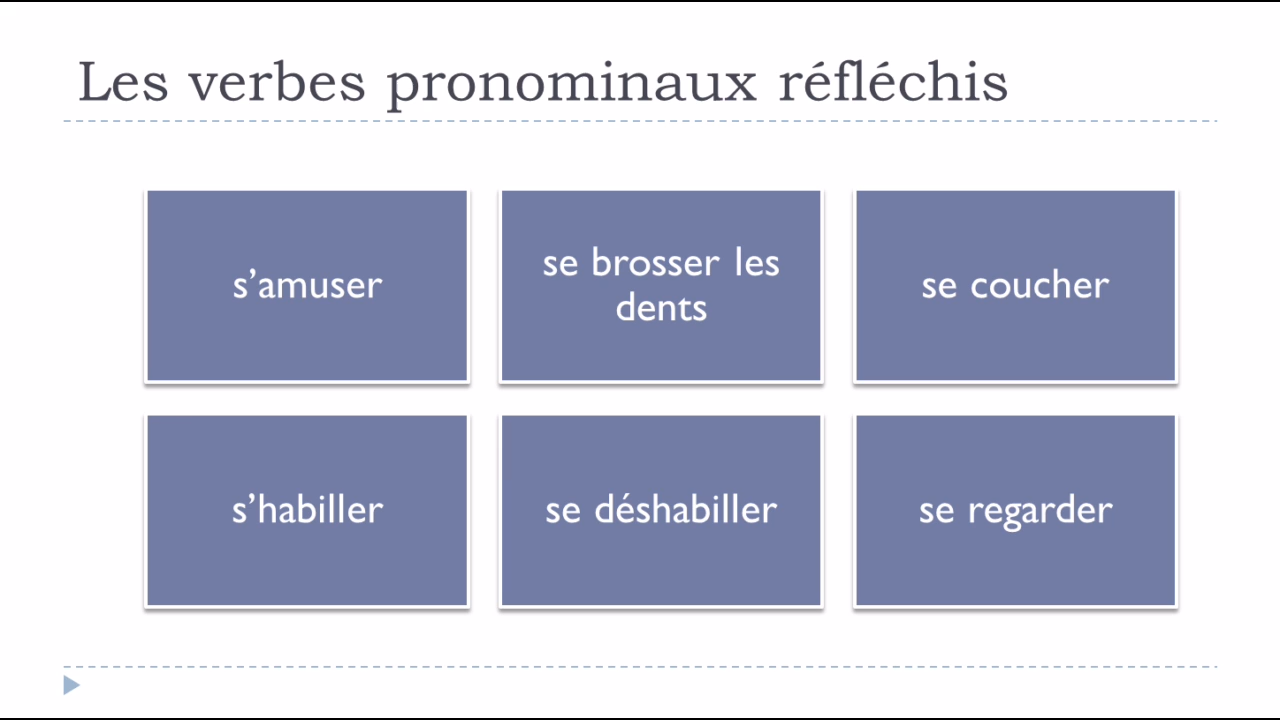 Les verbes pronominaux réfléchis
s’amuser
se brosser les
dents
se coucher
s’habiller
se déshabiller
se regarder